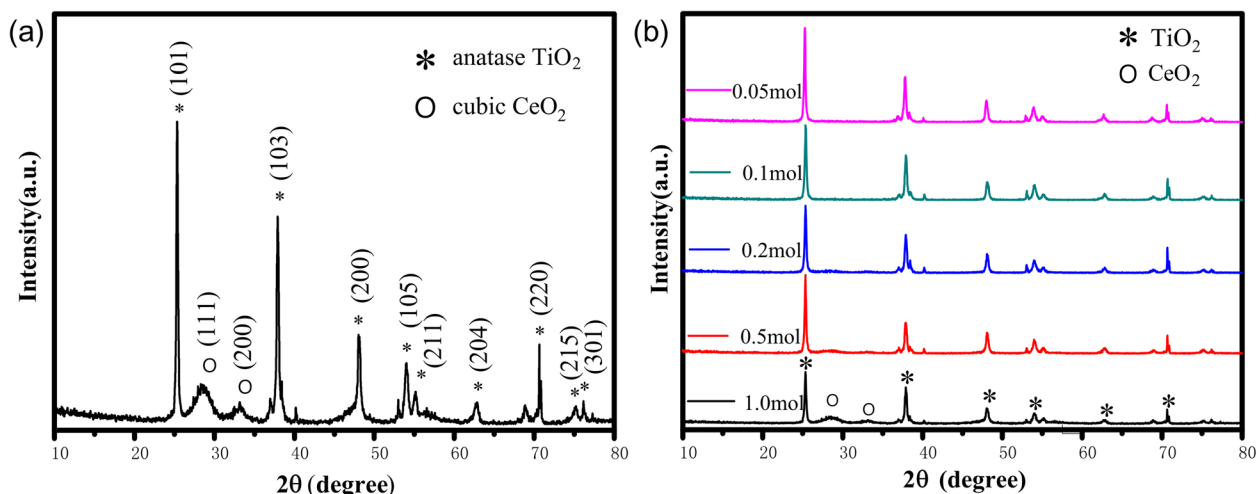 (a)
* anatase TiO₂
O cubic CeO₂
* (101)
O (111)
O (200)
* (103)
* (200)
* (105)
* (211)
* (204)
* (220)
* (215)
* (301)
Intensity(a.u.)
10 20 30 40 50 60 70 80
2θ (degree)
(b)
* TiO₂
O CeO₂
0.05mol
0.1mol
0.2mol
0.5mol
1.0mol
* O O * * * * *
Intensity(a.u.)
10 20 30 40 50 60 70 80
2θ (degree)